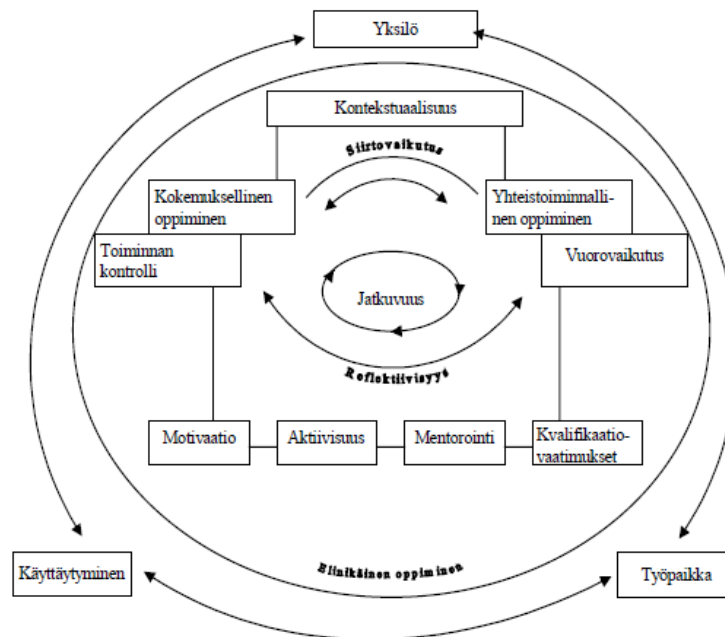 Yksilö
Kontekstuaalisuus
Siirtovaikutus
Kokemuksellinen
oppiminen
Yhteistoiminnalli-
nen oppiminen
Toiminnan
kontrolli
Vuorovaikutus
Jatkuvuus
Reflektiivisyys
Motivaatio
Aktiivisuus
Mentorointi
Kvalifikaatio-
vaatimukset
Elinikäinen oppiminen
Käyttäytyminen
Työpaikka